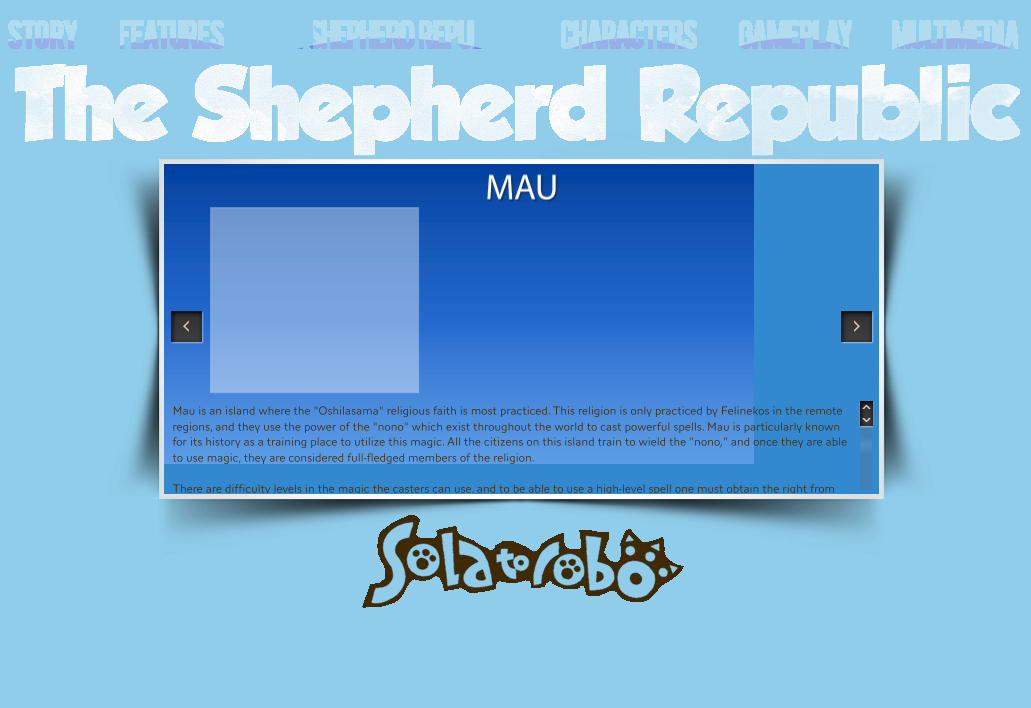 STORY FEATURES SHEPHERD REPU CHARACTERS GAMEPLAY MULTIMEDIA
The Shepherd Republic
MAU
Mau is an island where the "Oshilasama" religious faith is most practiced. This religion is only practiced by Felinekos in the remote
regions, and they use the power of the "nono" which exist throughout the world to cast powerful spells. Mau is particularly known
for its history as a training place to utilize this magic. All the citizens on this island train to wield the "nono," and once they are able
to use magic, they are considered full-fledged members of the religion.
There are difficulty levels in the magic the casters can use, and to be able to use a high-level spell one must obtain the right from
Solatorobo